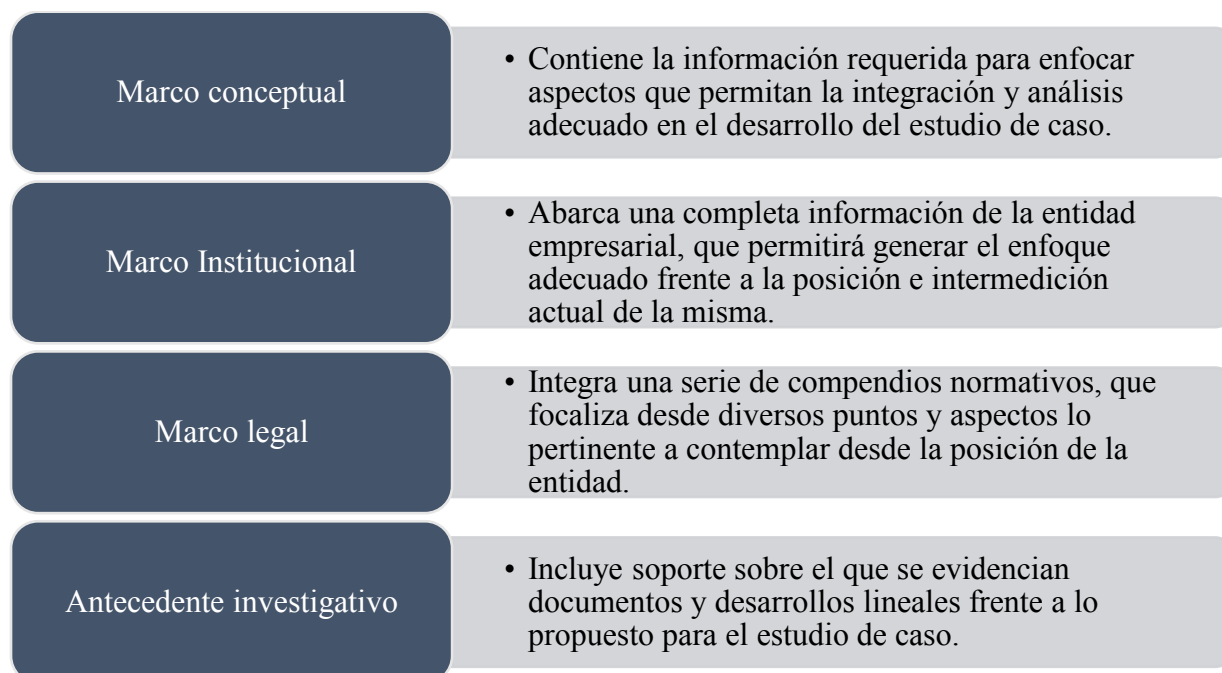 Marco conceptual
• Contiene la información requerida para enfocar
aspectos que permitan la integración y análisis
adecuado en el desarrollo del estudio de caso.
Marco Institucional
• Abarca una completa información de la entidad
empresarial, que permitirá generar el enfoque
adecuado frente a la posición e intermedición
actual de la misma.
Marco legal
• Integra una serie de compendios normativos, que
focaliza desde diversos puntos y aspectos lo
pertinente a contemplar desde la posición de la
entidad.
Antecedente investigativo
• Incluye soporte sobre el que se evidencian
documentos y desarrollos lineales frente a lo
propuesto para el estudio de caso.